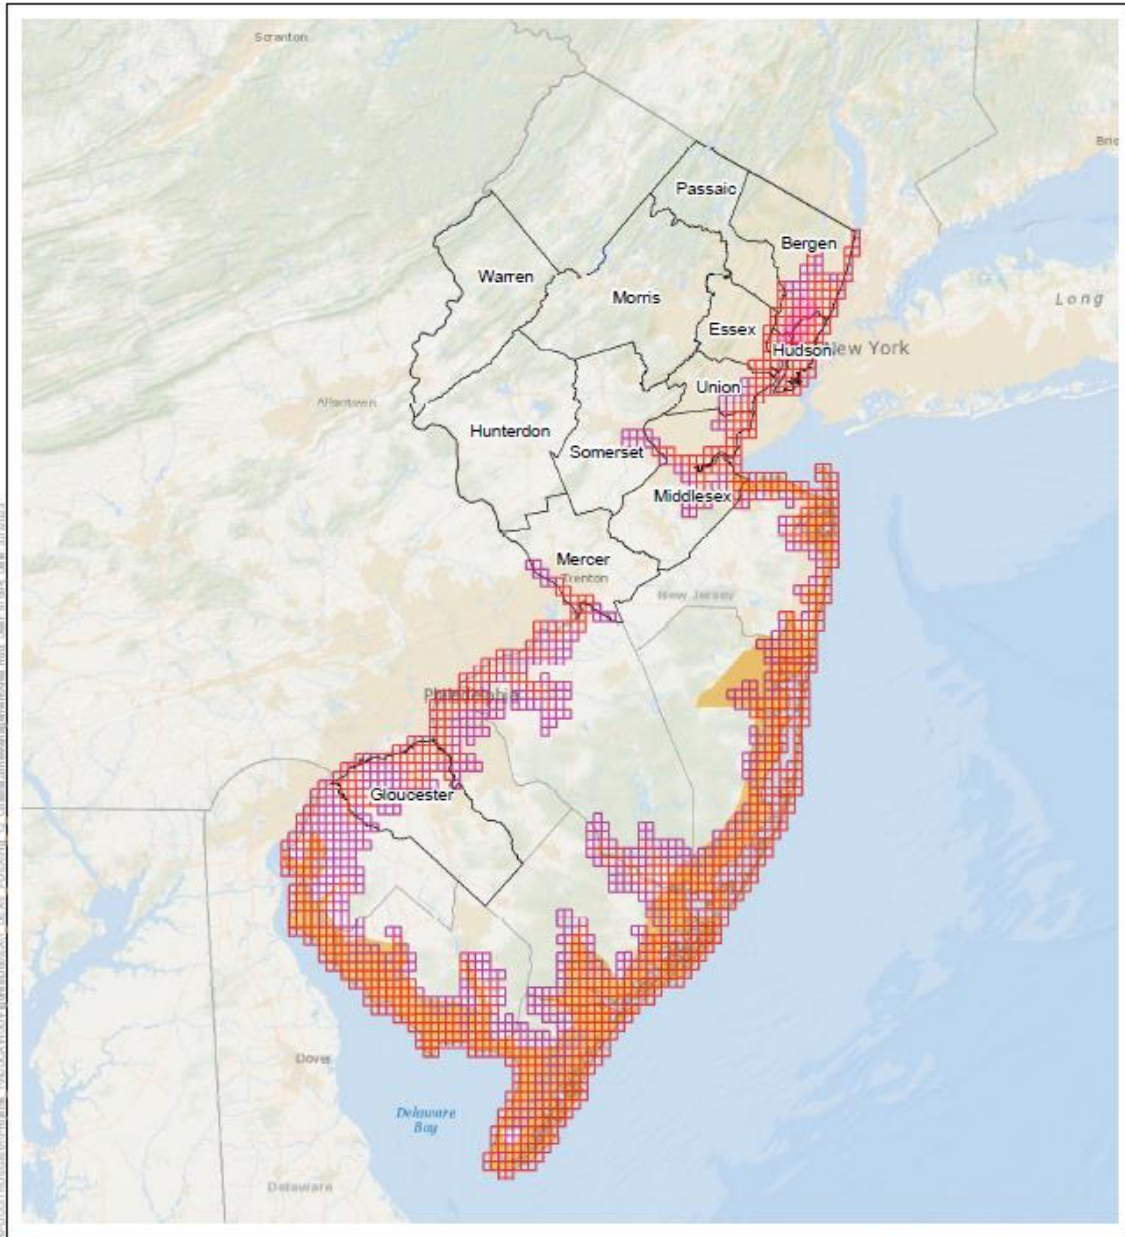 Scranton
Passaic
Bergen
Warren
Morris
Long
Essex
Hudson
New York
Union
Allentown
Hunterdon
Somerset
Middlesex
Mercer
Trenton
New Jersey
Philadelphia
Gloucester
Dover
Delaware
Bay
Delaware